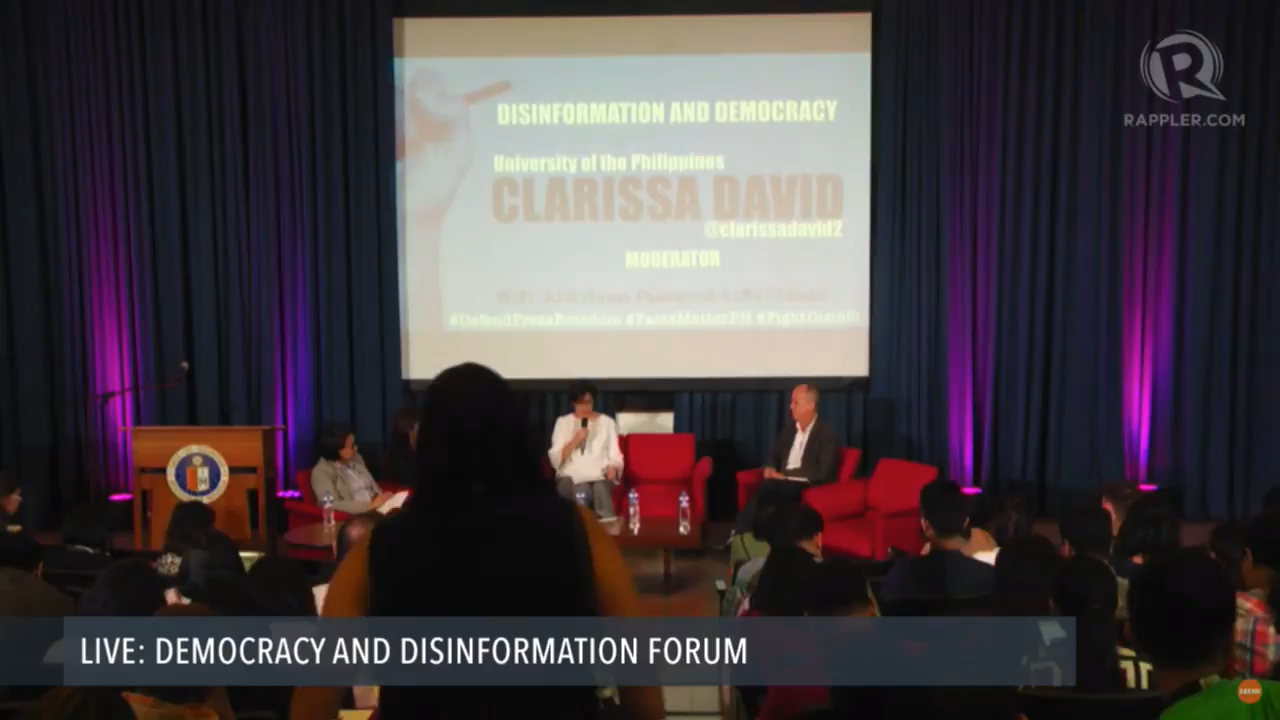 DISINFORMATION AND DEMOCRACY
University of the Philippines
CLARISSA DAVID
@clarissadavid2
MODERATOR
#DefendPressFreedom #FactsMatterPH
R
RAPPLER.COM
LIVE: DEMOCRACY AND DISINFORMATION FORUM